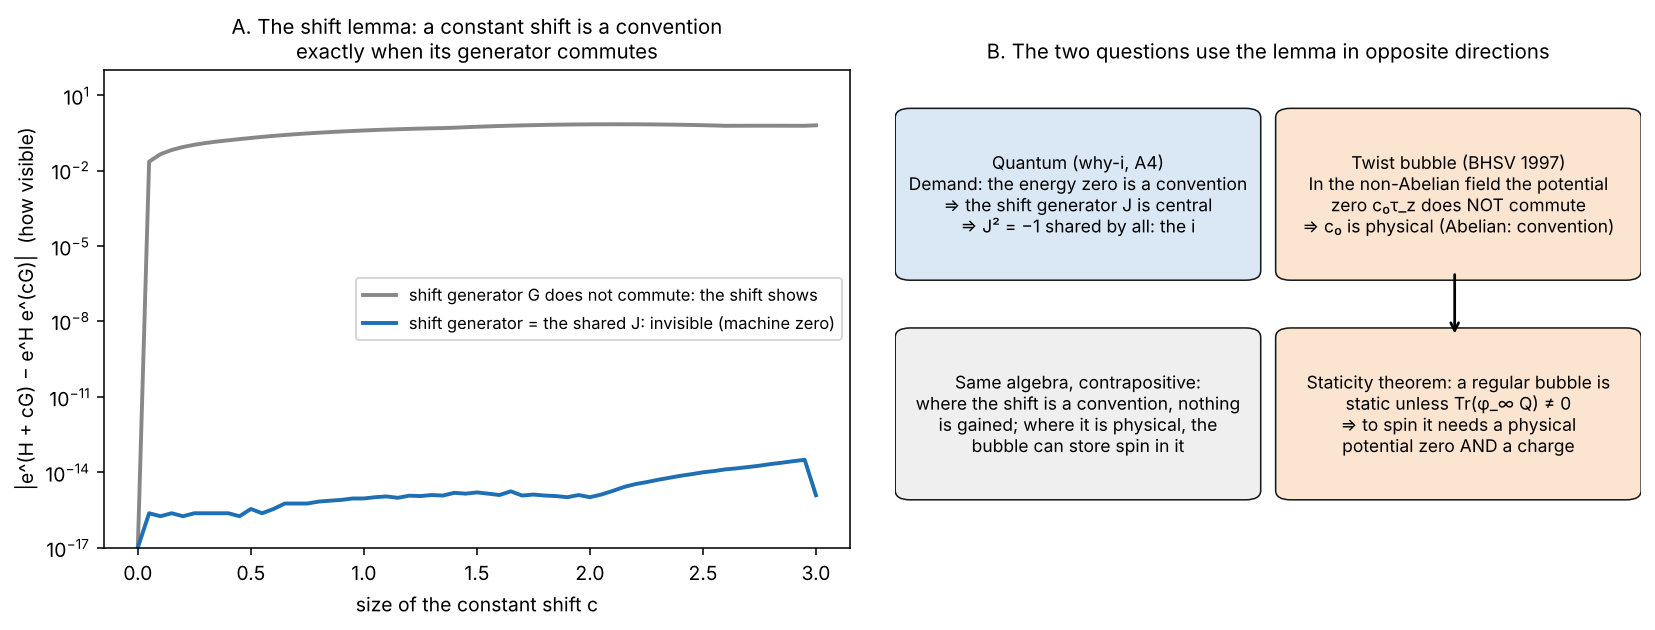 A. The shift lemma: a constant shift is a convention
exactly when its generator commutes
|e^(H + cG) − e^H e^(cG)|  (how visible)
10¹
10⁻²
10⁻⁵
10⁻⁸
10⁻¹¹
10⁻¹⁴
10⁻¹⁷
shift generator G does not commute: the shift shows
shift generator = the shared J: invisible (machine zero)
0.0
0.5
1.0
1.5
2.0
2.5
3.0
size of the constant shift c
B. The two questions use the lemma in opposite directions
Quantum (why-i, A4)
Demand: the energy zero is a convention
⇒ the shift generator J is central
⇒ J² = −1 shared by all: the i
Twist bubble (BHSV 1997)
In the non-Abelian field the potential
zero c₀τ_z does NOT commute
⇒ c₀ is physical (Abelian: convention)
Same algebra, contrapositive:
where the shift is a convention, nothing
is gained; where it is physical, the
bubble can store spin in it
Staticity theorem: a regular bubble is
static unless Tr(φ_∞ Q) ≠ 0
⇒ to spin it needs a physical
potential zero AND a charge